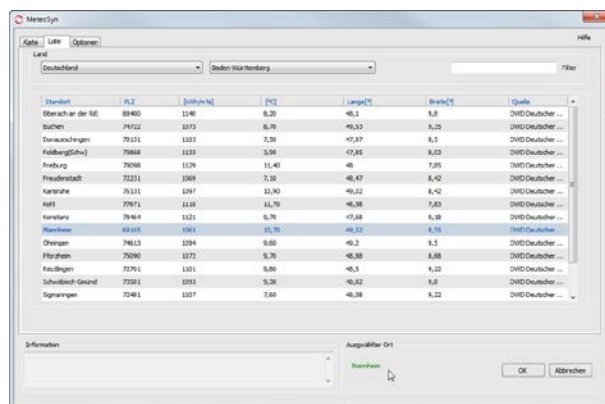 MeteoSyn
Karte Liste Optionen Hilfe
Land
Deutschland Baden-Württemberg Filter
Standort PLZ [kWh/m²a] [°C] Länge[°] Breite[°] Quelle
Biberach an der Riß 88400 1140 8,20 48,1 9,8 DWD Deutscher ...
Buchen 74722 1073 8,70 49,53 9,35 DWD Deutscher ...
Donaueschingen 78151 1103 7,50 47,97 8,5 DWD Deutscher ...
Feldberg(Schw) 79868 1133 3,90 47,85 8,03 DWD Deutscher ...
Freiburg 79098 1129 11,40 48 7,85 DWD Deutscher ...
Freudenstadt 72231 1069 7,10 48,47 8,42 DWD Deutscher ...
Karlsruhe 76131 1097 10,90 49,02 8,42 DWD Deutscher ...
Kehl 77671 1110 11,70 48,58 7,83 DWD Deutscher ...
Konstanz 78464 1121 9,70 47,68 9,18 DWD Deutscher ...
Mannheim 68165 1061 10,70 49,52 8,55 DWD Deutscher ...
Öhringen 74613 1094 9,60 49,2 9,5 DWD Deutscher ...
Pforzheim 75090 1072 9,70 48,88 8,68 DWD Deutscher ...
Reutlingen 72701 1101 9,80 48,5 9,22 DWD Deutscher ...
Schwäbisch Gmünd 73501 1093 9,30 48,82 9,8 DWD Deutscher ...
Sigmaringen 72481 1107 7,60 48,08 9,22 DWD Deutscher ...
Information Ausgewählter Ort
Mannheim
OK Abbrechen